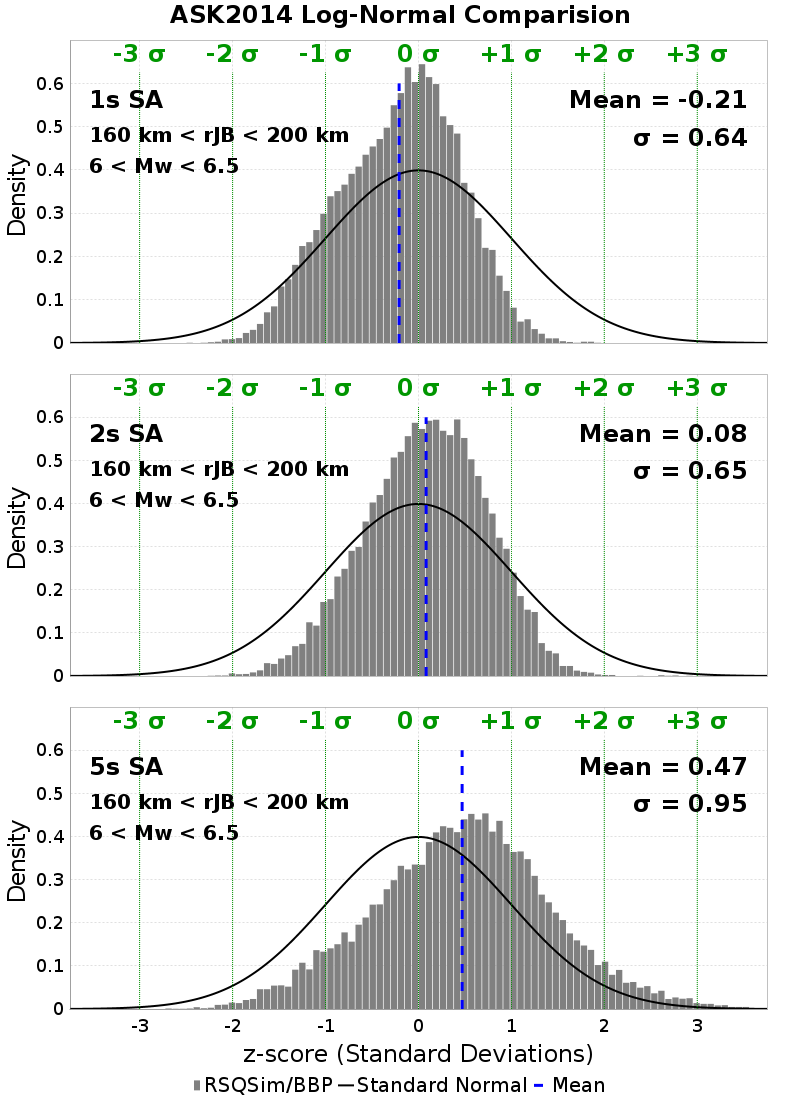 ASK2014 Log-Normal Comparision
-3 σ -2 σ -1 σ 0 σ +1 σ +2 σ +3 σ
1s SA
Mean = -0.21
160 km < rJB < 200 km
σ = 0.64
6 < Mw < 6.5
Density
0.6
0.5
0.4
0.3
0.2
0.1
0
-3 σ -2 σ -1 σ 0 σ +1 σ +2 σ +3 σ
2s SA
Mean = 0.08
160 km < rJB < 200 km
σ = 0.65
6 < Mw < 6.5
Density
0.6
0.5
0.4
0.3
0.2
0.1
0
-3 σ -2 σ -1 σ 0 σ +1 σ +2 σ +3 σ
5s SA
Mean = 0.47
160 km < rJB < 200 km
σ = 0.95
6 < Mw < 6.5
Density
0.6
0.5
0.4
0.3
0.2
0.1
0
-3 -2 -1 0 1 2 3
z-score (Standard Deviations)
RSQSim/BBP Standard Normal Mean